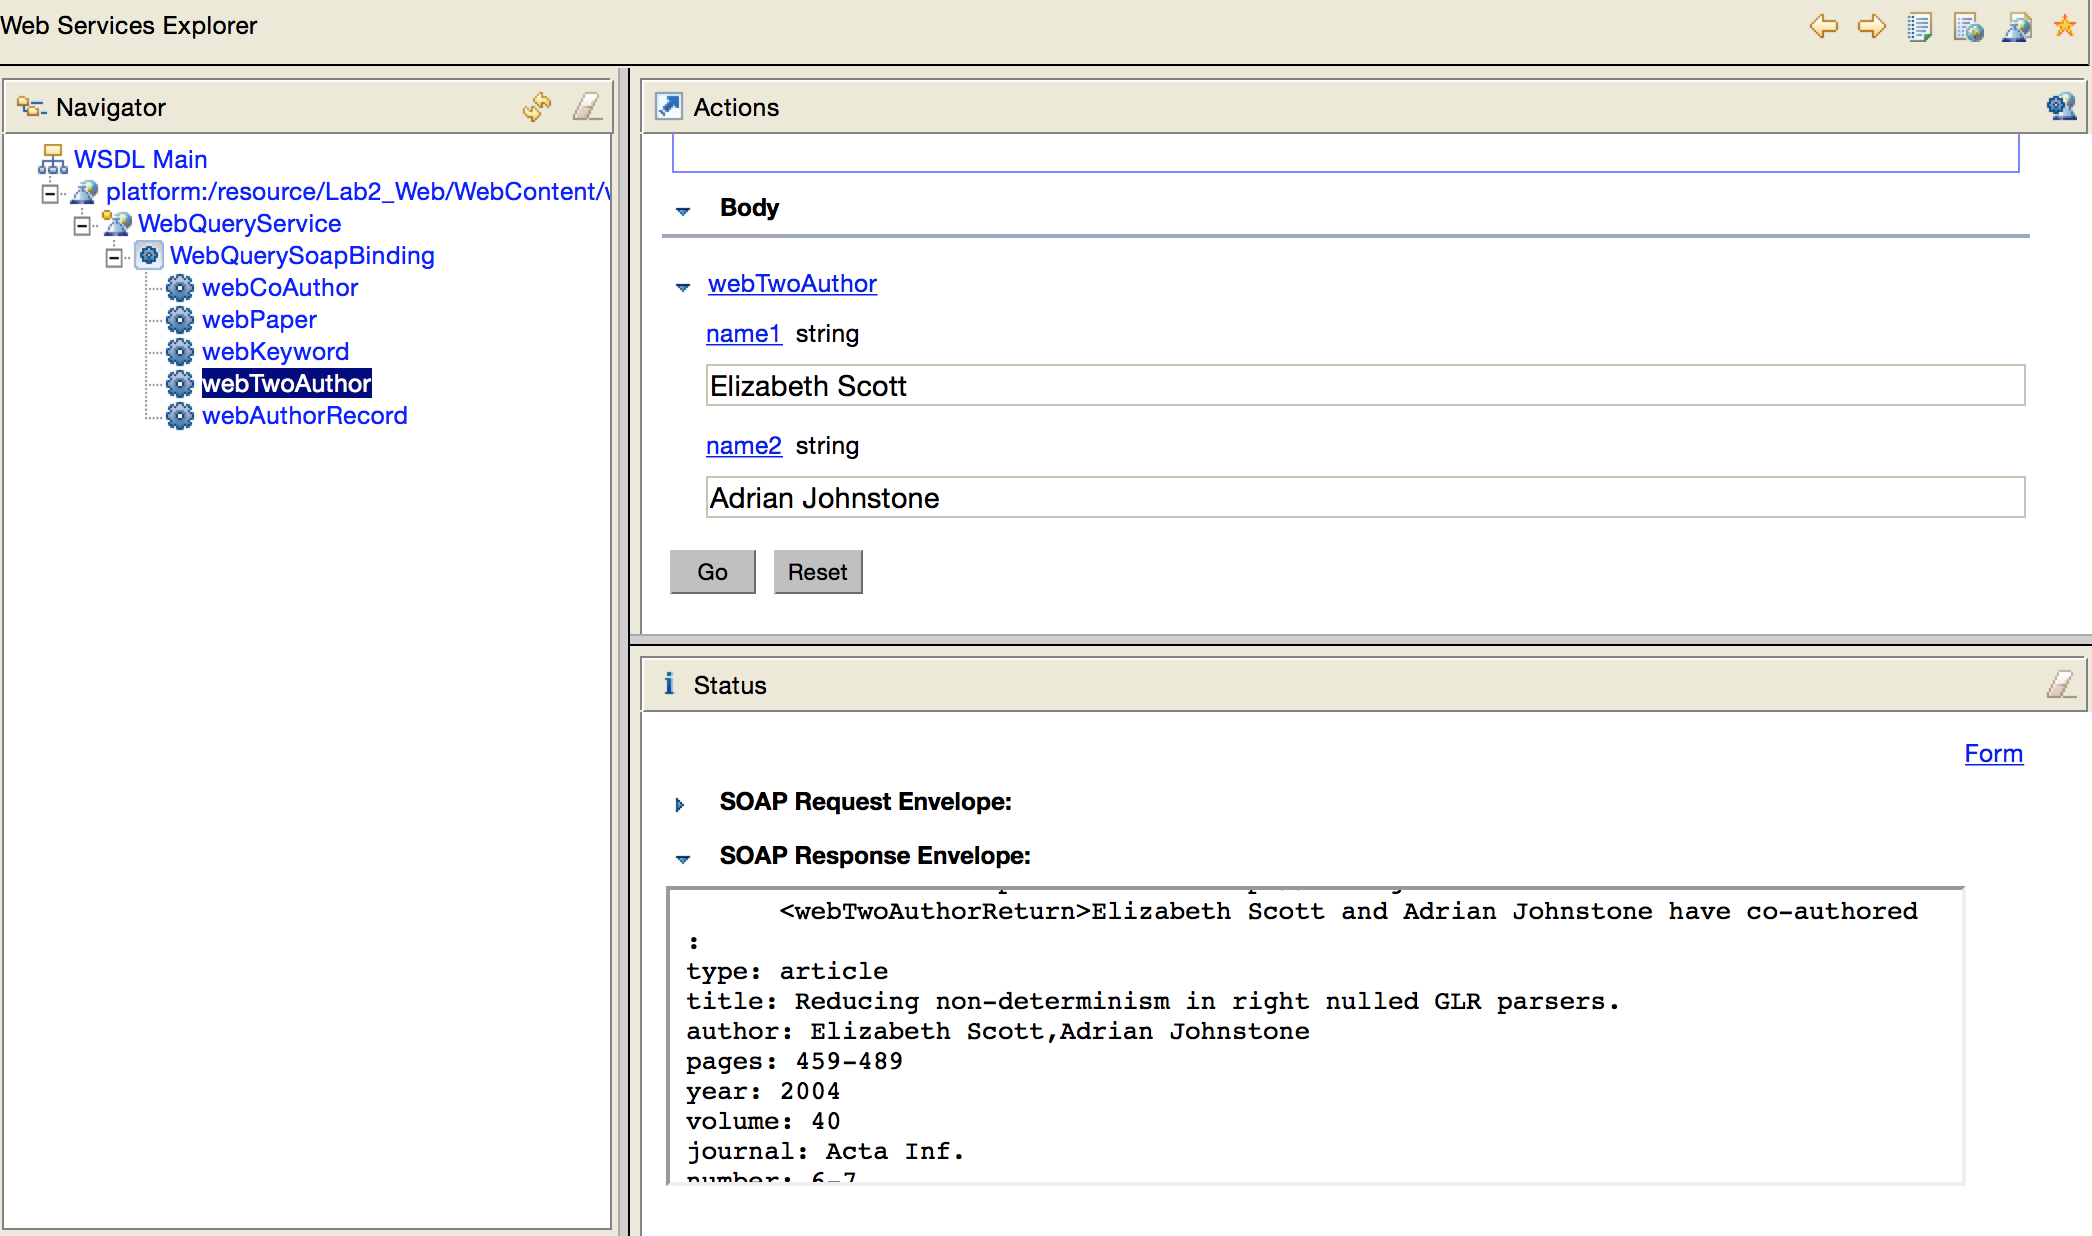 Web Services Explorer
Navigator
WSDL Main
platform:/resource/Lab2_Web/WebContent/
WebQueryService
WebQuerySoapBinding
webCoAuthor
webPaper
webKeyword
webTwoAuthor
webAuthorRecord
Actions
Body
webTwoAuthor
name1 string
Elizabeth Scott
name2 string
Adrian Johnstone
Go Reset
Status
Form
SOAP Request Envelope:
SOAP Response Envelope:
<webTwoAuthorReturn>Elizabeth Scott and Adrian Johnstone have co-authored
:
type: article
title: Reducing non-determinism in right nulled GLR parsers.
author: Elizabeth Scott,Adrian Johnstone
pages: 459-489
year: 2004
volume: 40
journal: Acta Inf.
number: 6-7